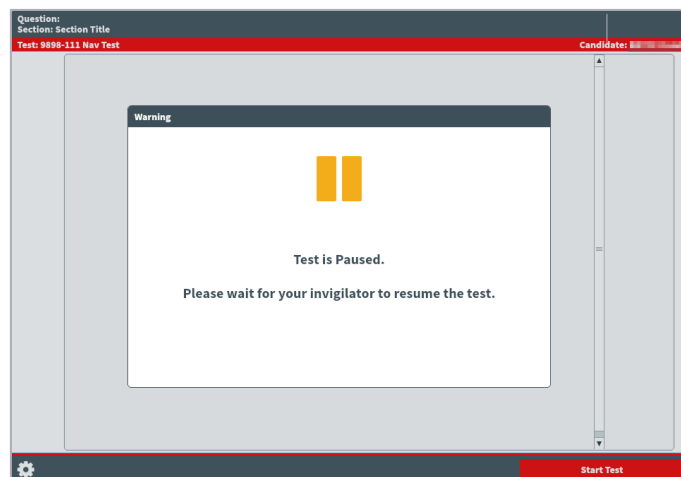 Question:
Section: Section Title
Test: 9898-111 Nav Test
Candidate:
Warning
Test is Paused.
Please wait for your invigilator to resume the test.
Start Test